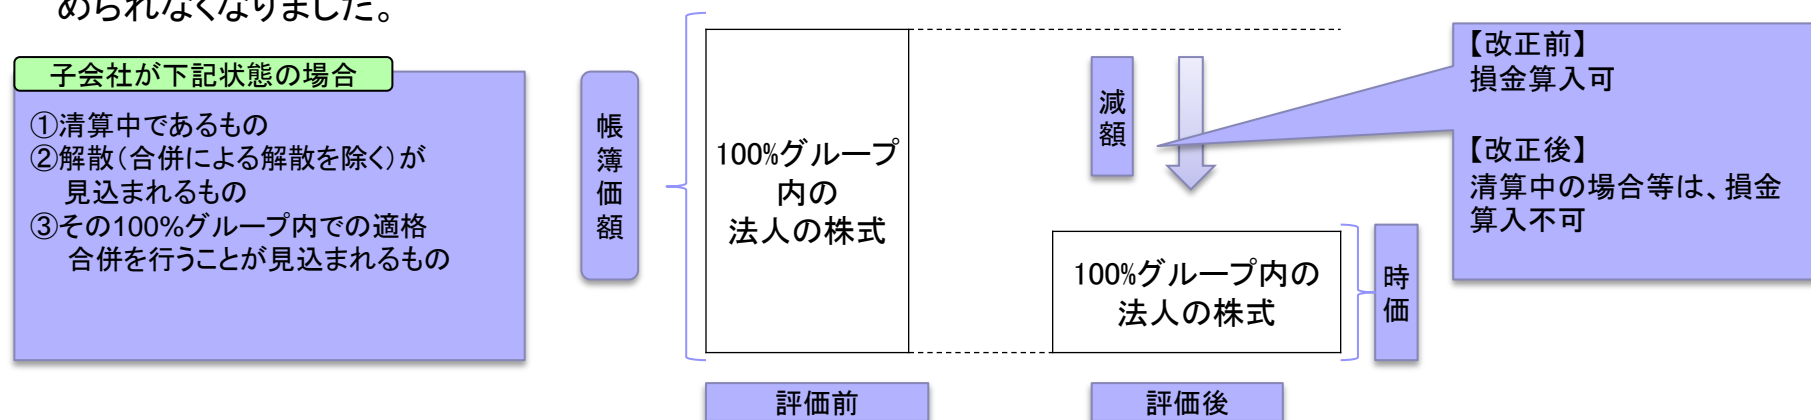 められなくなりました。
子会社が下記状態の場合
①清算中であるもの
②解散（合併による解散を除く）が
見込まれるもの
③その100%グループ内での適格
合併を行うことが見込まれるもの
帳簿価額
100%グループ
内の
法人の株式
評価前
減額
100%グループ内の
法人の株式
時価
評価後
【改正前】
損金算入可
【改正後】
清算中の場合等は、損金
算入不可